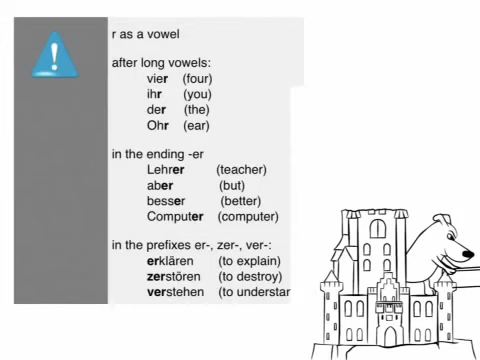 r as a vowel
after long vowels:
vier (four)
ihr (you)
der (the)
Ohr (ear)
in the ending -er
Lehrer (teacher)
aber (but)
besser (better)
Computer (computer)
in the prefixes er-, zer-, ver-:
erklären (to explain)
zerstören (to destroy)
verstehen (to understar